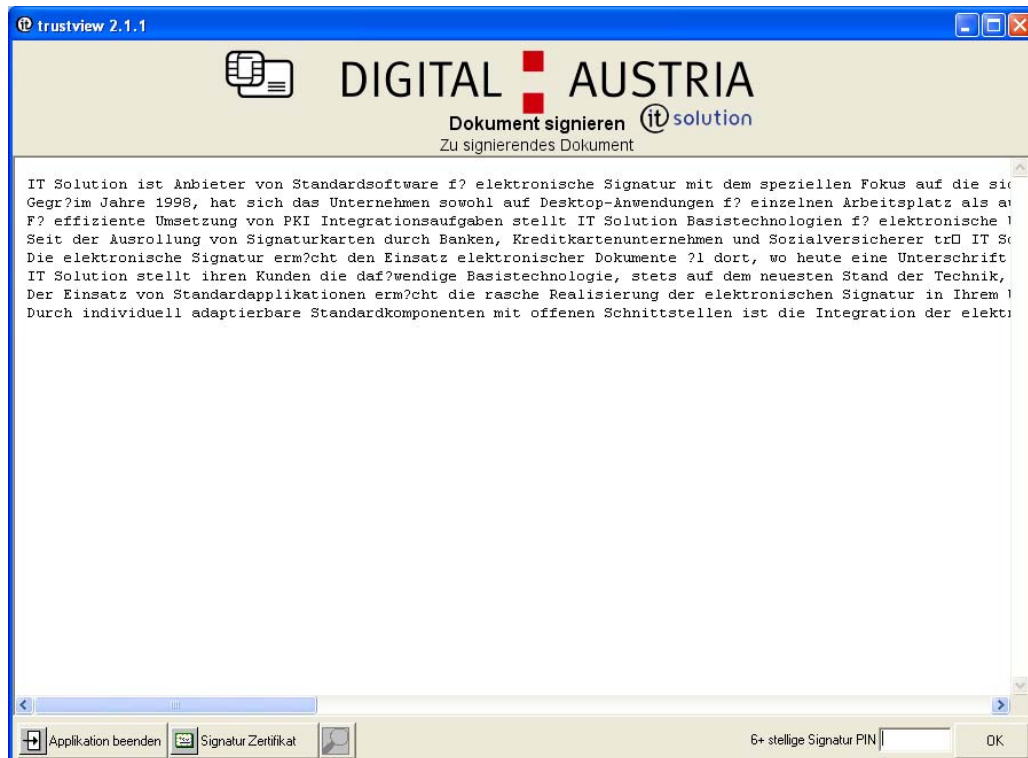 trustview 2.1.1
DIGITAL AUSTRIA
Dokument signieren
it solution
Zu signierendes Dokument
IT Solution ist Anbieter von Standardsoftware f? elektronische Signatur mit dem speziellen Fokus auf die
Gegr?im Jahre 1998, hat sich das Unternehmen sowohl auf Desktop-Anwendungen f? einzelnen Arbeitsplatz als
F? effiziente Umsetzung von PKI Integrationsaufgaben stellt IT Solution Basistechnologien f? elektronische
Seit der Ausrollung von Signaturkarten durch Banken, Kreditkartenunternehmen und Sozialversicherer tr□ IT
Die elektronische Signatur erm?cht den Einsatz elektronischer Dokumente ?l dort, wo heute eine Unterschrift
IT Solution stellt ihren Kunden die daf?wendige Basistechnologie, stets auf dem neuesten Stand der Technik,
Der Einsatz von Standardapplikationen erm?cht die rasche Realisierung der elektronischen Signatur in Ihrem
Durch individuell adaptierbare Standardkomponenten mit offenen Schnittstellen ist die Integration der
Applikation beenden Signatur Zertifikat 6+ stellige Signatur PIN OK